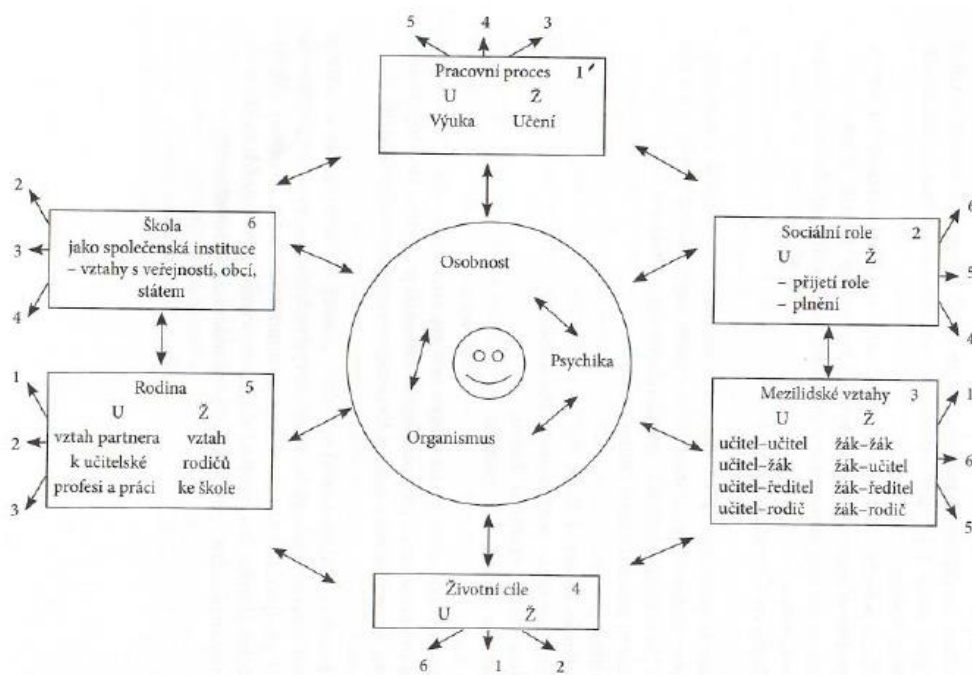 5 4 3
Pracovní proces 1
U Ž
Výuka Učení
2
3
4
Škola 6
jako společenská instituce
– vztahy s veřejností, obcí,
státem
Osobnost
Psychika
Organismus
Sociální role 2
U Ž
– přijetí role
– plnění
6
5
4
1
2
3
Rodina 5
U Ž
vztah partnera vztah
k učitelské rodičů
profesi a práci ke škole
Mezilidské vztahy 3
U Ž
učitel–učitel žák–žák
učitel–žák žák–učitel
učitel–ředitel žák–ředitel
učitel–rodič žák–rodič
1
6
5
Životní cíle 4
U Ž
6 1 2